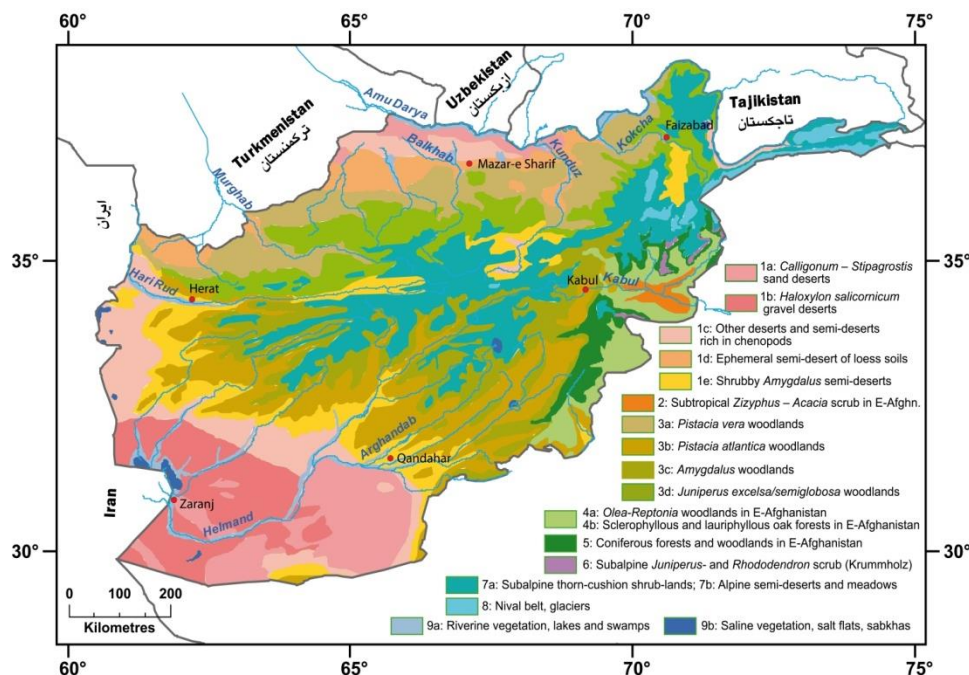 60°
65°
70°
75°
Uzbekistan
ازبکستان
Amu Darya
Turkmenistan
ترکمنستان
Tajikistan
تاجکستان
Faizabad
Kokcha
Kunduz
Balkhab
Mazar-e Sharif
Murghab
ایران
35°
35°
Hari Rud
Herat
Kabul
Kabul
1a: Calligonum – Stipagrostis
sand deserts
1b: Haloxylon salicornicum
gravel deserts
1c: Other deserts and semi-deserts
rich in chenopods
1d: Ephemeral semi-desert of loess soils
1e: Shrubby Amygdalus semi-deserts
2: Subtropical Zizyphus – Acacia scrub in E-Afghn.
3a: Pistacia vera woodlands
3b: Pistacia atlantica woodlands
3c: Amygdalus woodlands
3d: Juniperus excelsa/semiglobosa woodlands
4a: Olea-Reptonia woodlands in E-Afghanistan
4b: Sclerophyllous and lauriphyllous oak forests in E-Afghanistan
5: Coniferous forests and woodlands in E-Afghanistan
6: Subalpine Juniperus- and Rhododendron scrub (Krummholz)
7a: Subalpine thorn-cushion shrub-lands; 7b: Alpine semi-deserts and meadows
8: Nival belt, glaciers
9a: Riverine vegetation, lakes and swamps
9b: Saline vegetation, salt flats, sabkhas
Arghandab
Qandahar
Iran
Zaranj
Helmand
30°
30°
0 100 200
Kilometres
60°
65°
70°
75°